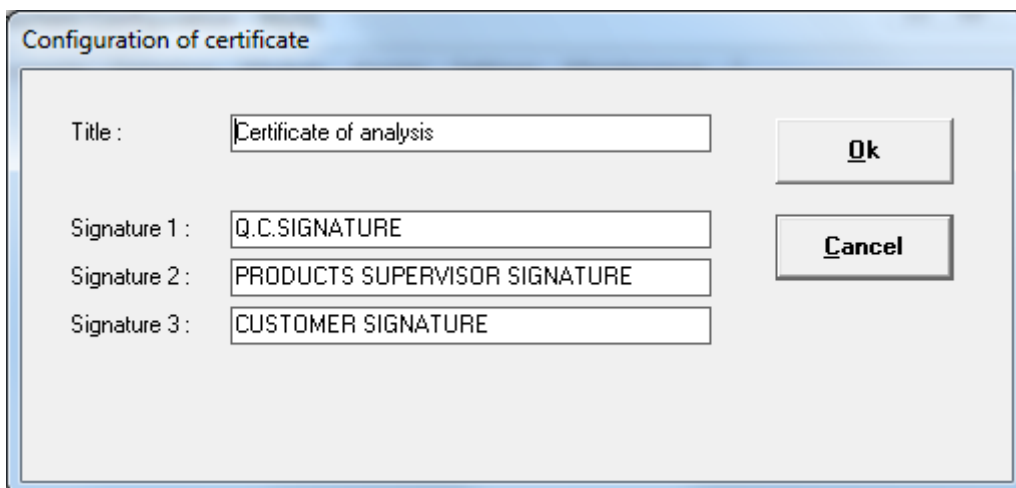 Configuration of certificate
Title : Certificate of analysis
Ok
Signature 1 : Q.C.SIGNATURE
Cancel
Signature 2 : PRODUCTS SUPERVISOR SIGNATURE
Signature 3 : CUSTOMER SIGNATURE